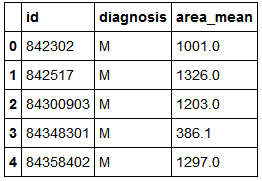 id diagnosis area_mean
0 842302 M 1001.0
1 842517 M 1326.0
2 84300903 M 1203.0
3 84348301 M 386.1
4 84358402 M 1297.0